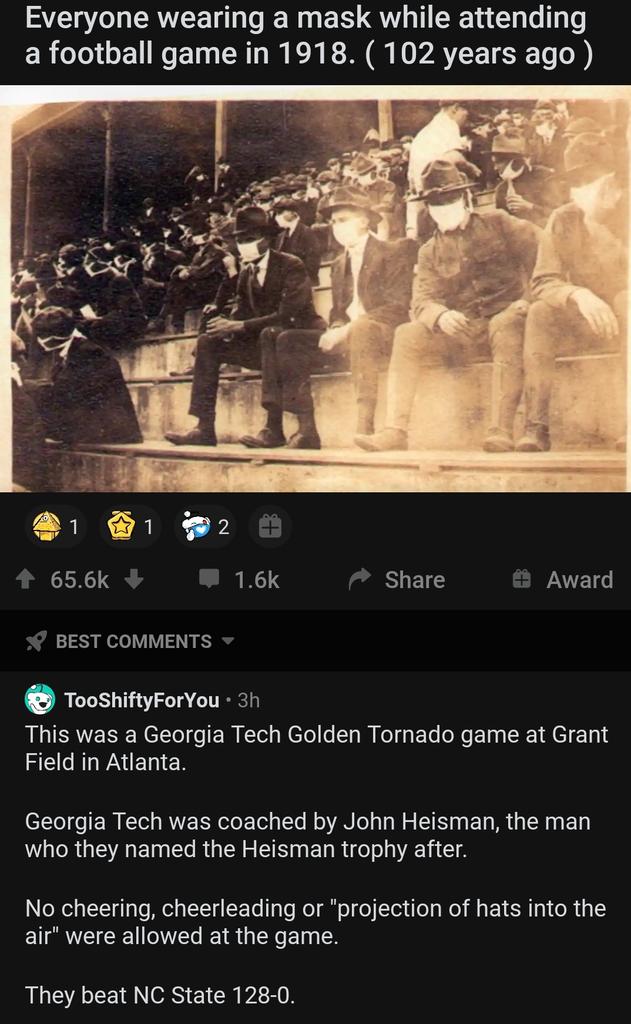 Everyone wearing a mask while attending
a football game in 1918. ( 102 years ago )
1
1
2
65.6k
1.6k
Share
Award
BEST COMMENTS
TooShiftyForYou • 3h
This was a Georgia Tech Golden Tornado game at Grant
Field in Atlanta.
Georgia Tech was coached by John Heisman, the man
who they named the Heisman trophy after.
No cheering, cheerleading or "projection of hats into the
air" were allowed at the game.
They beat NC State 128-0.